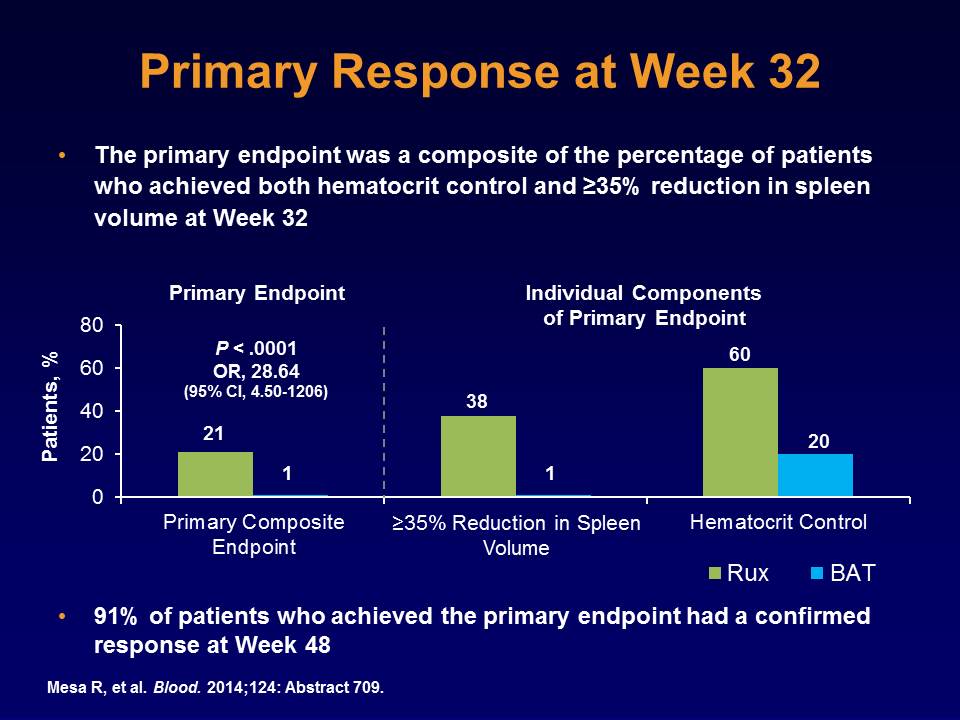 Primary Response at Week 32
• The primary endpoint was a composite of the percentage of patients
who achieved both hematocrit control and ≥35% reduction in spleen
volume at Week 32
Primary Endpoint
Individual Components
of Primary Endpoint
Patients, %
80
60
40
20
0
P < .0001
OR, 28.64
(95% CI, 4.50-1206)
21
1
38
1
60
20
Primary Composite
Endpoint
≥35% Reduction in Spleen
Volume
Hematocrit Control
Rux
BAT
• 91% of patients who achieved the primary endpoint had a confirmed
response at Week 48
Mesa R, et al. Blood. 2014;124: Abstract 709.